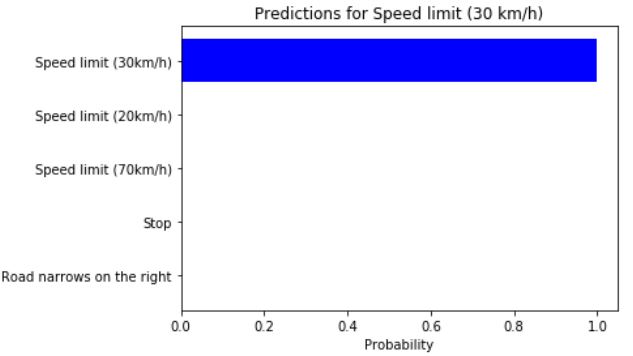 Predictions for Speed limit (30 km/h)
Speed limit (30km/h)
Speed limit (20km/h)
Speed limit (70km/h)
Stop
Road narrows on the right
0.0 0.2 0.4 0.6 0.8 1.0
Probability